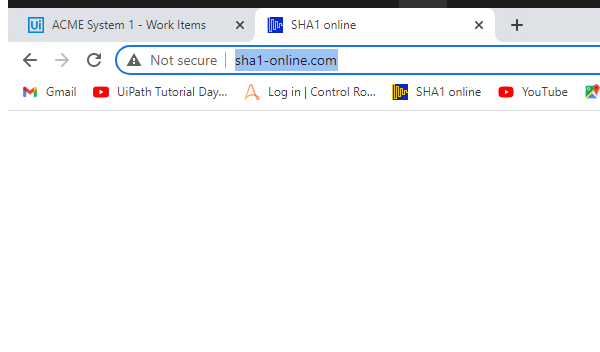 Ui ACME System 1 - Work Items SHA1 online
Not secure sha1-online.com
Gmail UiPath Tutorial Day... Log in | Control Ro... SHA1 online YouTube